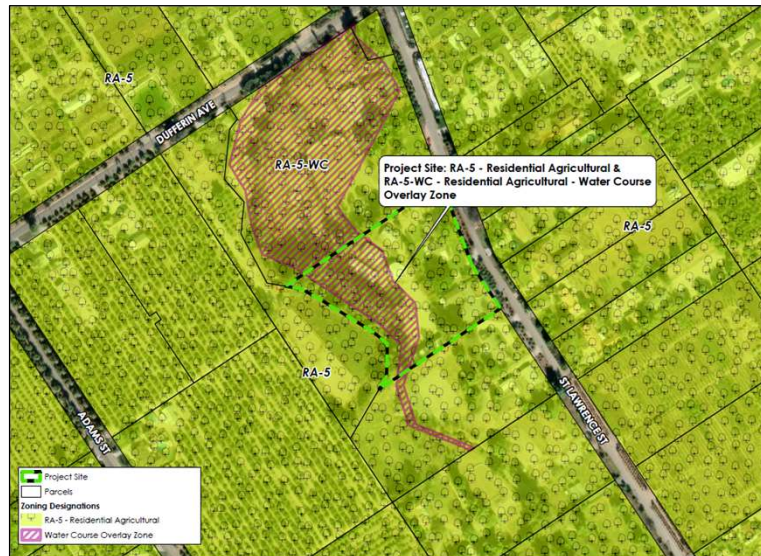 RA-5
DUFFERIN AVE
RA-5-WC
Project Site: RA-5 - Residential Agricultural &
RA-5-WC - Residential Agricultural - Water Course
Overlay Zone
RA-5
RA-5
ADAMS ST
ST LAWRENCE ST
Project Site
Parcels
Zoning Designations
RA-5 - Residential Agricultural
Water Course Overlay Zone